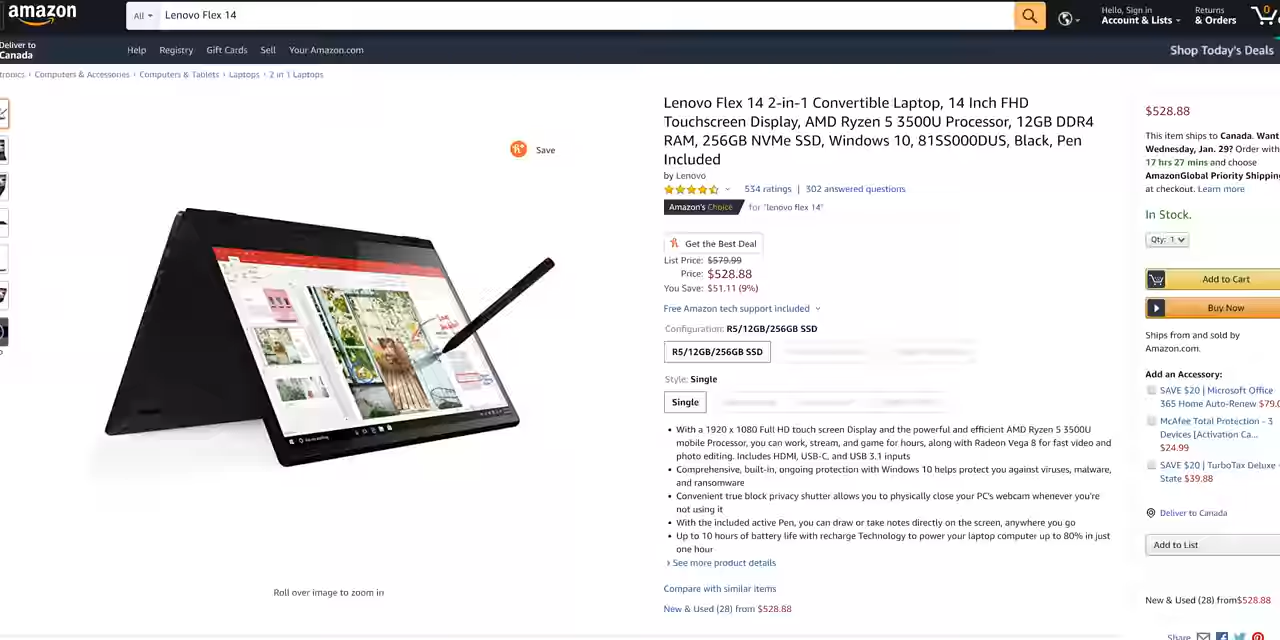 amazon
All
Lenovo Flex 14
Hello, Sign in
Account & Lists
Returns
& Orders
0
Deliver to
Canada
Help Registry Gift Cards Sell Your Amazon.com
Shop Today's Deals
tronics › Computers & Accessories › Computers & Tablets › Laptops › 2 in 1 Laptops
Save
Roll over image to zoom in
Lenovo Flex 14 2-in-1 Convertible Laptop, 14 Inch FHD
Touchscreen Display, AMD Ryzen 5 3500U Processor, 12GB DDR4
RAM, 256GB NVMe SSD, Windows 10, 81SS000DUS, Black, Pen
Included
by Lenovo
534 ratings | 302 answered questions
Amazon's Choice for "lenovo flex 14"
Get the Best Deal
List Price: $579.99
Price: $528.88
You Save: $51.11 (9%)
Free Amazon tech support included
Configuration: R5/12GB/256GB SSD
R5/12GB/256GB SSD
Style: Single
Single
• With a 1920 x 1080 Full HD touch screen Display and the powerful and efficient AMD Ryzen 5 3500U
mobile Processor, you can work, stream, and game for hours, along with Radeon Vega 8 for fast video and
photo editing. Includes HDMI, USB-C, and USB 3.1 inputs
• Comprehensive, built-in, ongoing protection with Windows 10 helps protect you against viruses, malware,
and ransomware
• Convenient true block privacy shutter allows you to physically close your PC's webcam whenever you're
not using it
• With the included active Pen, you can draw or take notes directly on the screen, anywhere you go
• Up to 10 hours of battery life with recharge Technology to power your laptop computer up to 80% in just
one hour
› See more product details
Compare with similar items
New & Used (28) from $528.88
$528.88
This item ships to Canada. Want
Wednesday, Jan. 29? Order with
17 hrs 27 mins and choose
AmazonGlobal Priority Shipping
at checkout. Learn more
In Stock.
Qty: 1
Add to Cart
Buy Now
Ships from and sold by
Amazon.com.
Add an Accessory:
SAVE $20 | Microsoft Office
365 Home Auto-Renew $79.0
McAfee Total Protection - 3
Devices [Activation Ca...
$24.99
SAVE $20 | TurboTax Deluxe
State $39.88
Deliver to Canada
Add to List
New & Used (28) from$528.88
Share